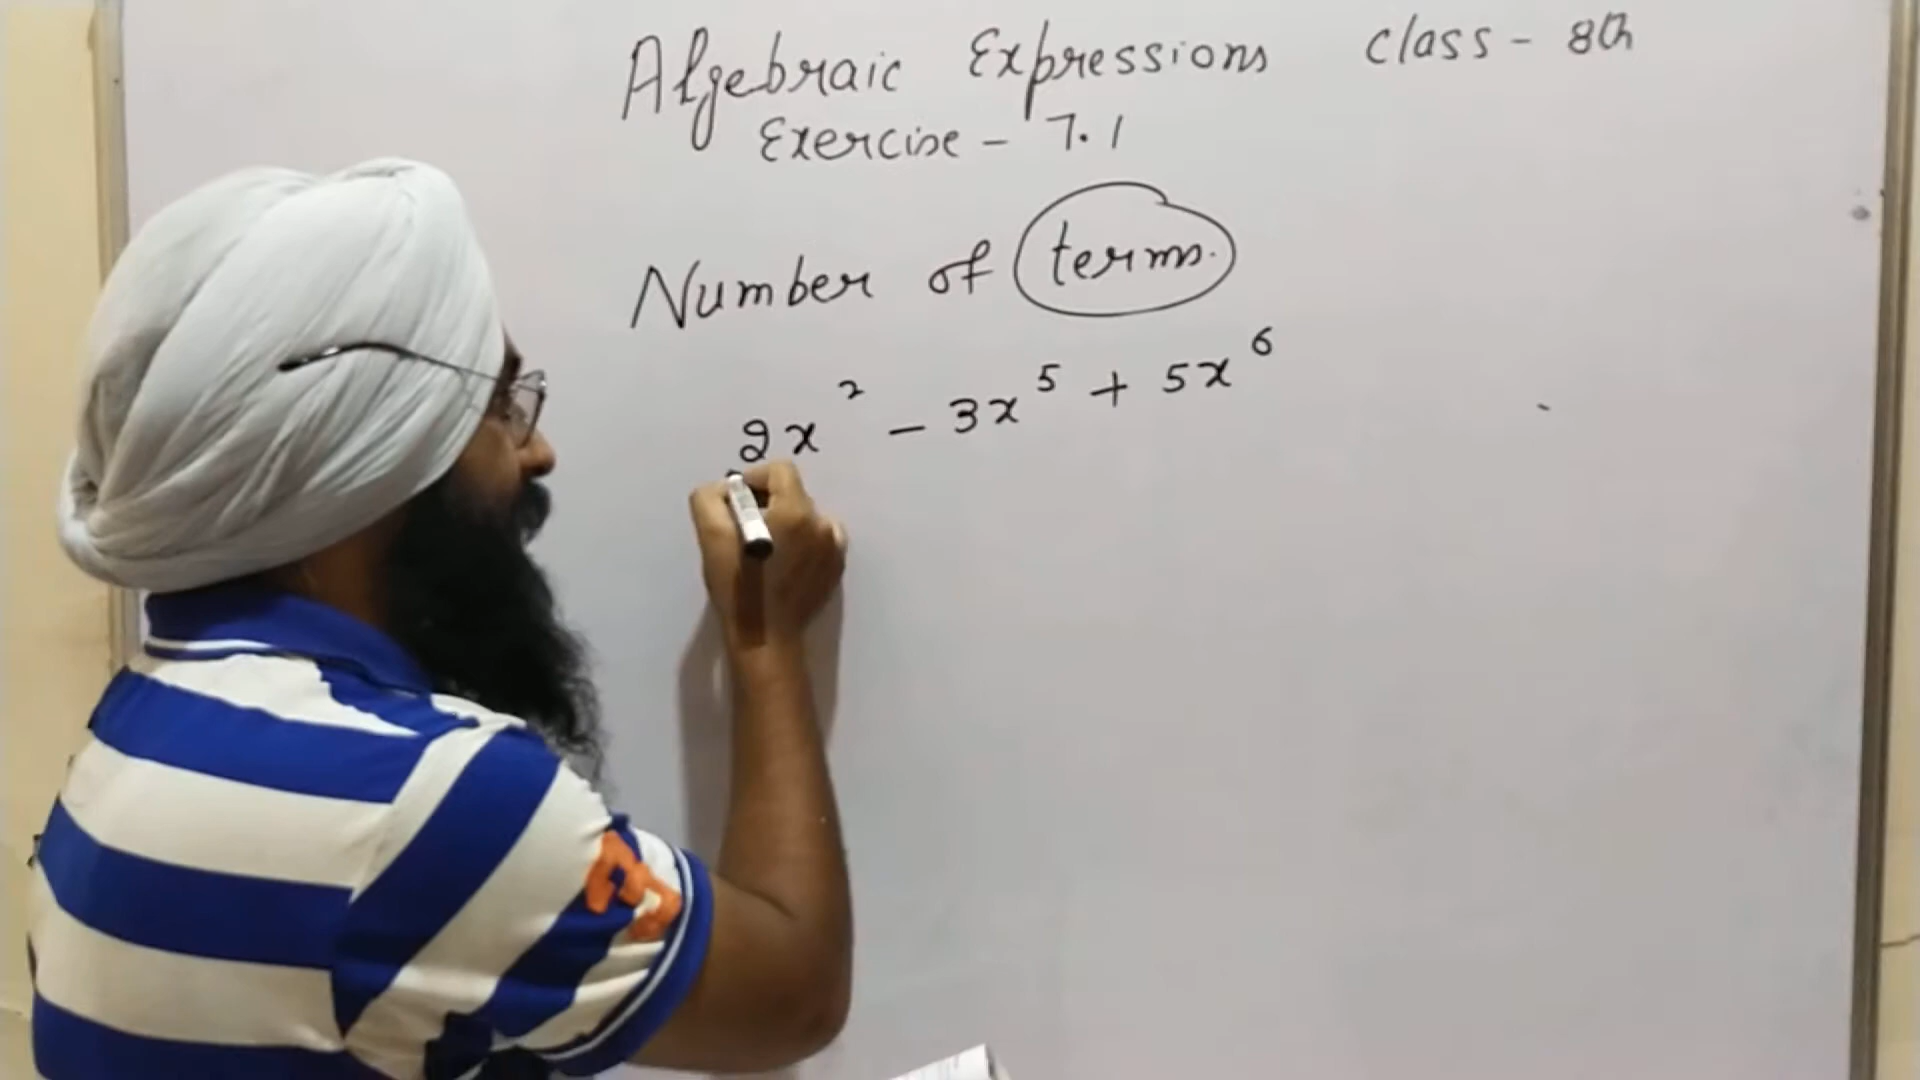 Algebraic Expressions class - 8th
Exercise - 7.1
Number of terms.
2x² - 3x⁵ + 5x⁶